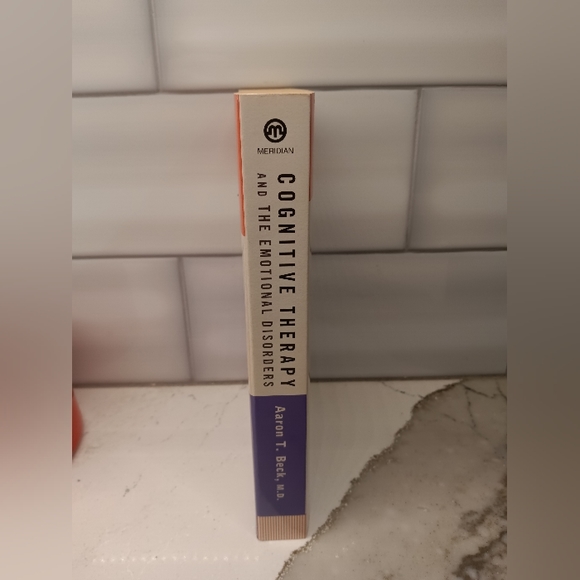 MERIDIAN
COGNITIVE THERAPY
AND THE EMOTIONAL DISORDERS
Aaron T. Beck, M.D.